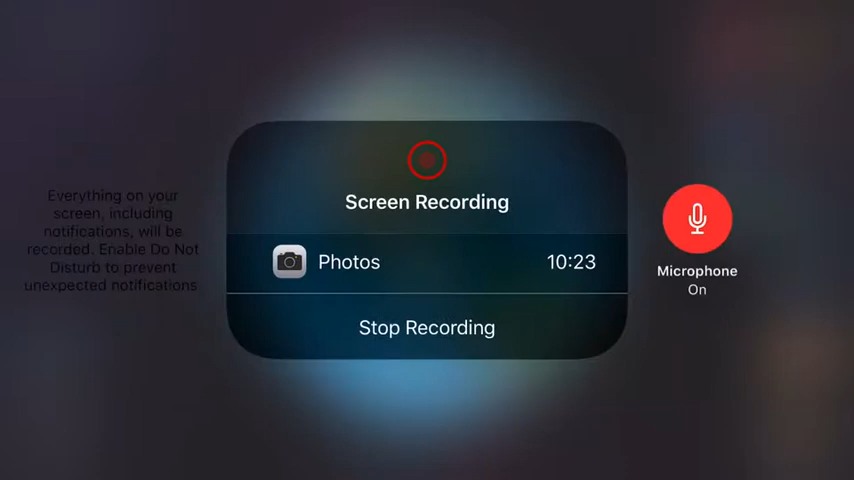 Everything on your
screen, including
notifications, will be
recorded. Enable Do Not
Disturb to prevent
unexpected notifications
Screen Recording
Photos 10:23
Stop Recording
Microphone
On